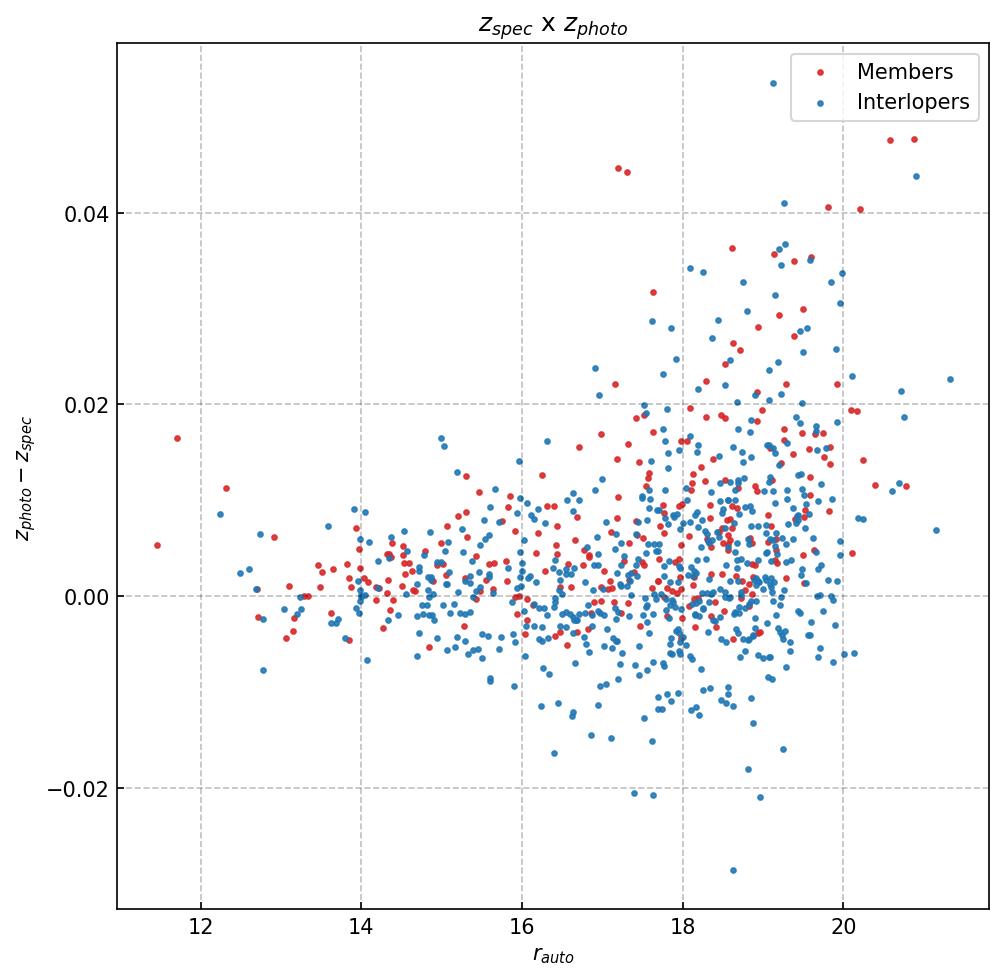 z_spec x z_photo
Members
Interlopers
z_photo − z_spec
0.04
0.02
0.00
−0.02
12 14 16 18 20
r_auto